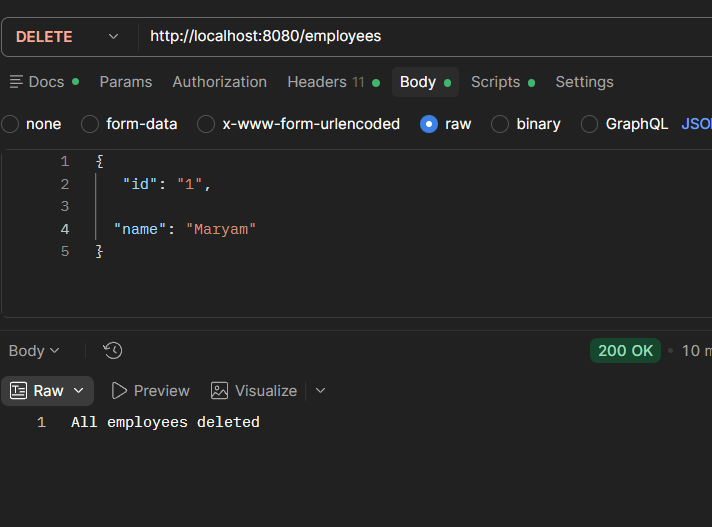 DELETE http://localhost:8080/employees
Docs Params Authorization Headers 11 Body Scripts Settings
none form-data x-www-form-urlencoded raw binary GraphQL JSO
1 {
2 "id": "1",
3
4 "name": "Maryam"
5 }
Body 200 OK 10 m
Raw Preview Visualize
1 All employees deleted